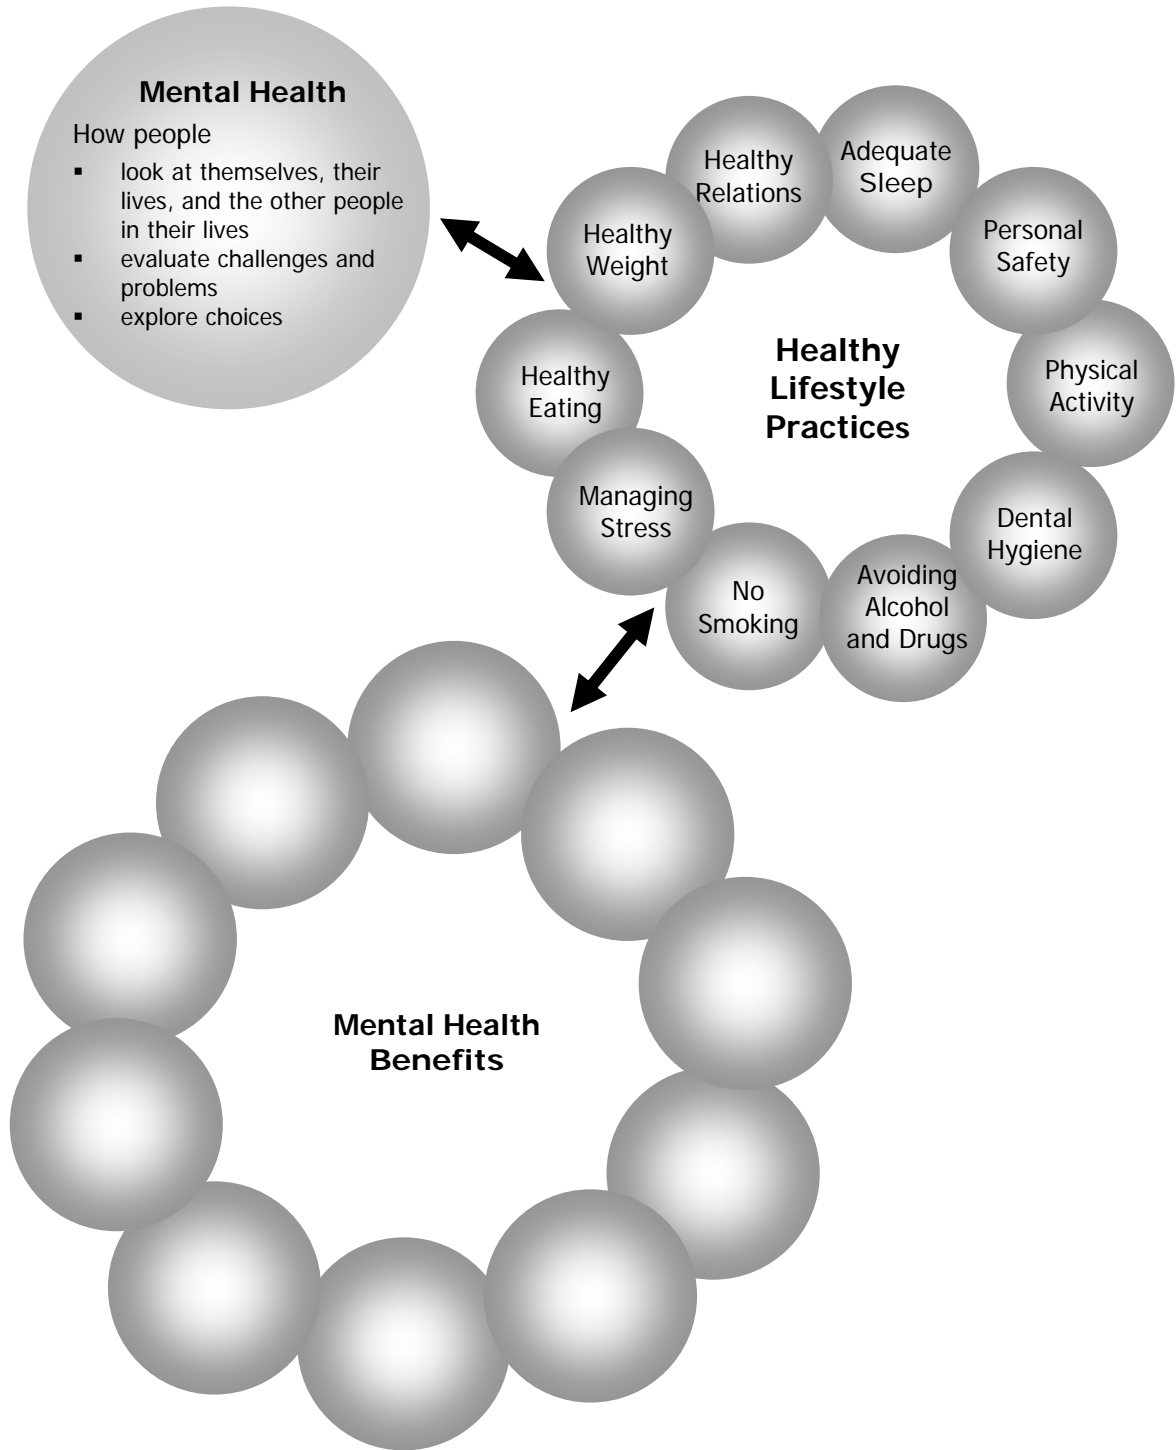 Mental Health
How people
▪ look at themselves, their
lives, and the other people
in their lives
▪ evaluate challenges and
problems
▪ explore choices
Healthy
Relations
Adequate
Sleep
Healthy
Weight
Personal
Safety
Healthy
Eating
Healthy
Lifestyle
Practices
Physical
Activity
Managing
Stress
Dental
Hygiene
No
Smoking
Avoiding
Alcohol
and Drugs
Mental Health
Benefits